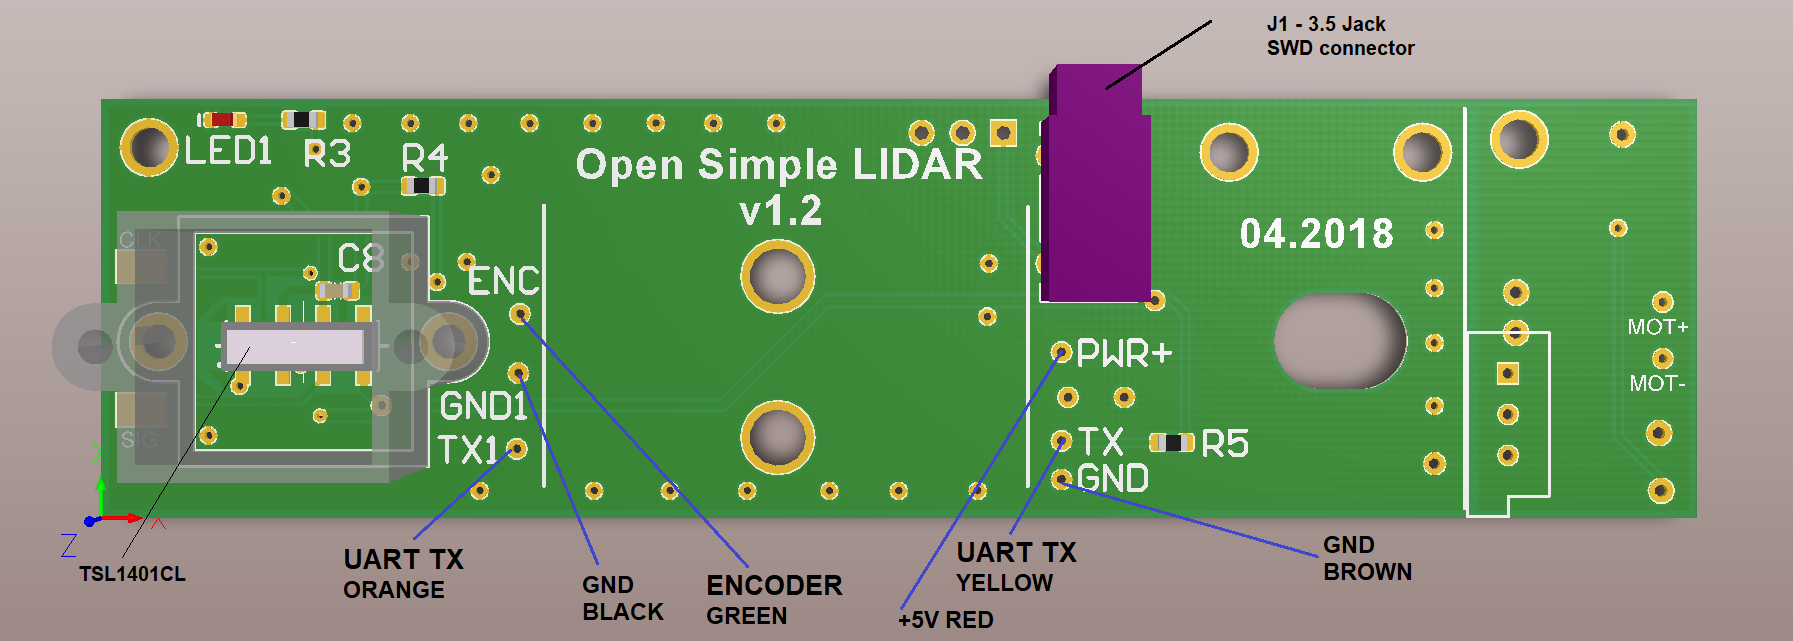 J1 - 3.5 Jack
SWD connector
LED1
R3
R4
Open Simple LIDAR
v1.2
04.2018
CLK
C8
ENC
MOT+
MOT-
PWR+
GND1
TX1
SIG
TX
R5
GND
X
Z
TSL1401CL
UART TX
ORANGE
GND
BLACK
ENCODER
GREEN
UART TX
YELLOW
+5V RED
GND
BROWN